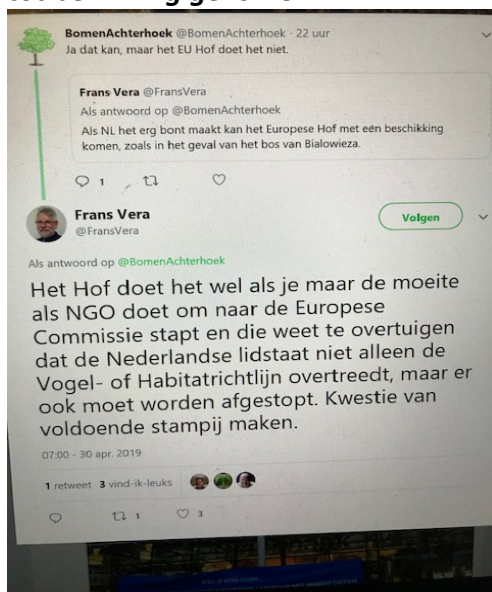 BomenAchterhoek @BomenAchterhoek · 22 uur
Ja dat kan, maar het EU Hof doet het niet.
Frans Vera @FransVera
Als antwoord op @BomenAchterhoek
Als NL het erg bont maakt kan het Europese Hof met een beschikking
komen, zoals in het geval van het bos van Bialowieza.
1
Frans Vera
@FransVera
Volgen
Als antwoord op @BomenAchterhoek
Het Hof doet het wel als je maar de moeite
als NGO doet om naar de Europese
Commissie stapt en die weet te overtuigen
dat de Nederlandse lidstaat niet alleen de
Vogel- of Habitatrichtlijn overtreedt, maar er
ook moet worden afgestopt. Kwestie van
voldoende stampij maken.
07:00 - 30 apr. 2019
1 retweet 3 vind-ik-leuks
1 3